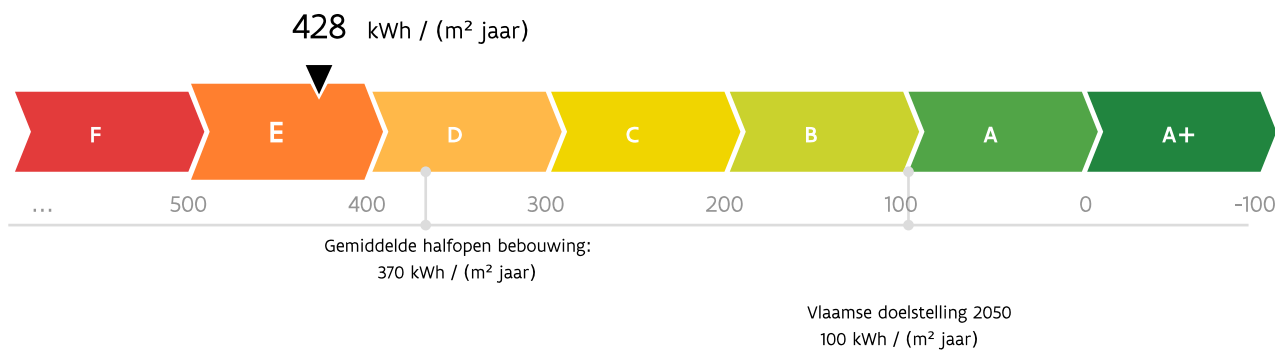 428 kWh / (m² jaar)
F E D C B A A+
... 500 400 300 200 100 0 -100
Gemiddelde halfopen bebouwing:
370 kWh / (m² jaar)
Vlaamse doelstelling 2050
100 kWh / (m² jaar)